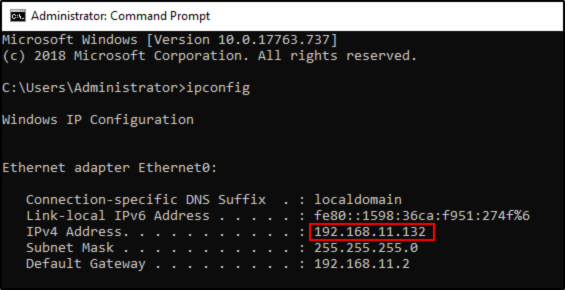 Administrator: Command Prompt
Microsoft Windows [Version 10.0.17763.737]
(c) 2018 Microsoft Corporation. All rights reserved.
C:\Users\Administrator>ipconfig
Windows IP Configuration
Ethernet adapter Ethernet0:
Connection-specific DNS Suffix  . : localdomain
Link-local IPv6 Address . . . . . : fe80::1598:36ca:f951:274f%6
IPv4 Address. . . . . . . . . . . : 192.168.11.132
Subnet Mask . . . . . . . . . . . : 255.255.255.0
Default Gateway . . . . . . . . . : 192.168.11.2